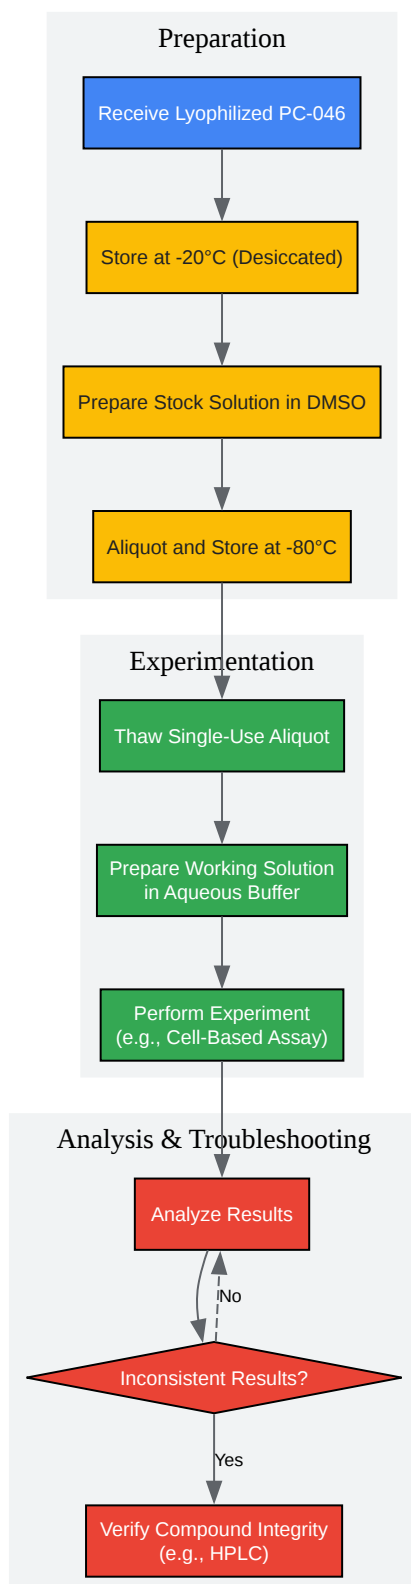 Preparation
Receive Lyophilized PC-046
Store at -20°C (Desiccated)
Prepare Stock Solution in DMSO
Aliquot and Store at -80°C
Experimentation
Thaw Single-Use Aliquot
Prepare Working Solution
in Aqueous Buffer
Perform Experiment
(e.g., Cell-Based Assay)
Analysis & Troubleshooting
Analyze Results
No
Inconsistent Results?
Yes
Verify Compound Integrity
(e.g., HPLC)